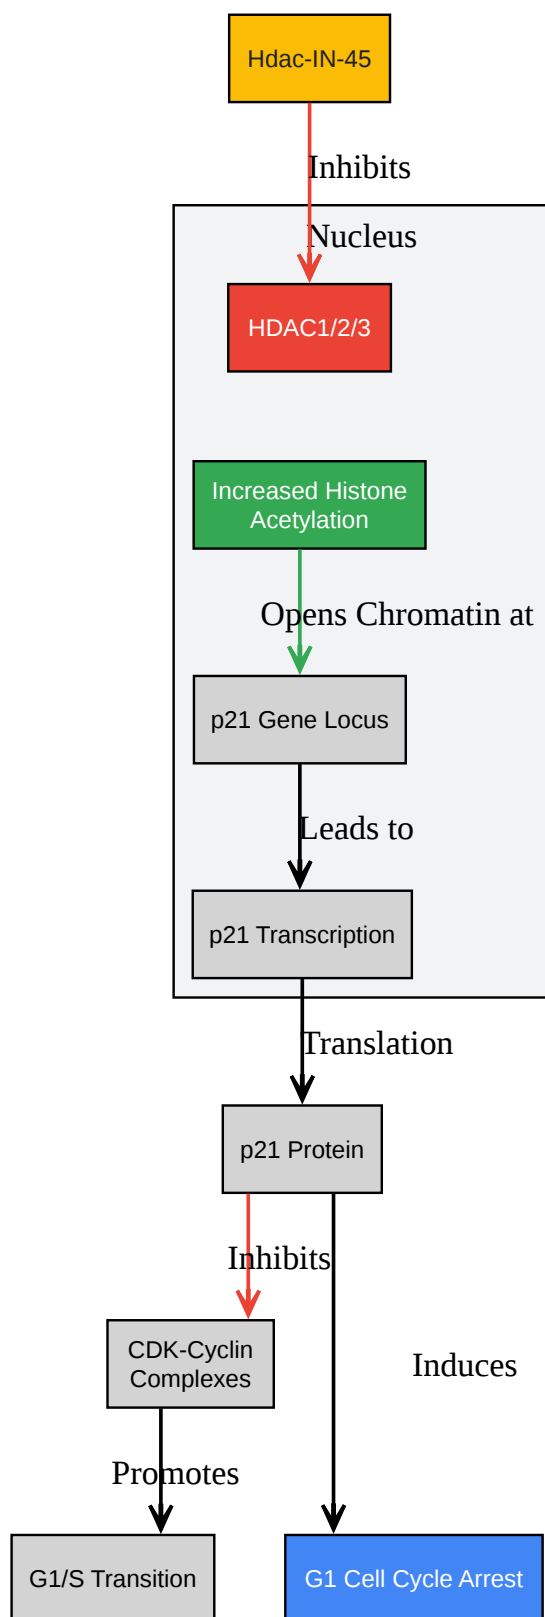 Hdac-IN-45
Inhibits
Nucleus
HDAC1/2/3
Increased Histone
Acetylation
Opens Chromatin at
p21 Gene Locus
Leads to
p21 Transcription
Translation
p21 Protein
Inhibits
CDK-Cyclin
Complexes
Induces
Promotes
G1/S Transition
G1 Cell Cycle Arrest